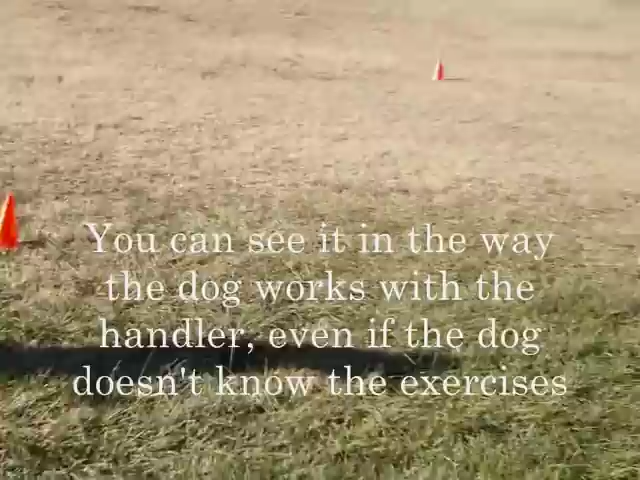 You can see it in the way
the dog works with the
handler, even if the dog
doesn't know the exercises